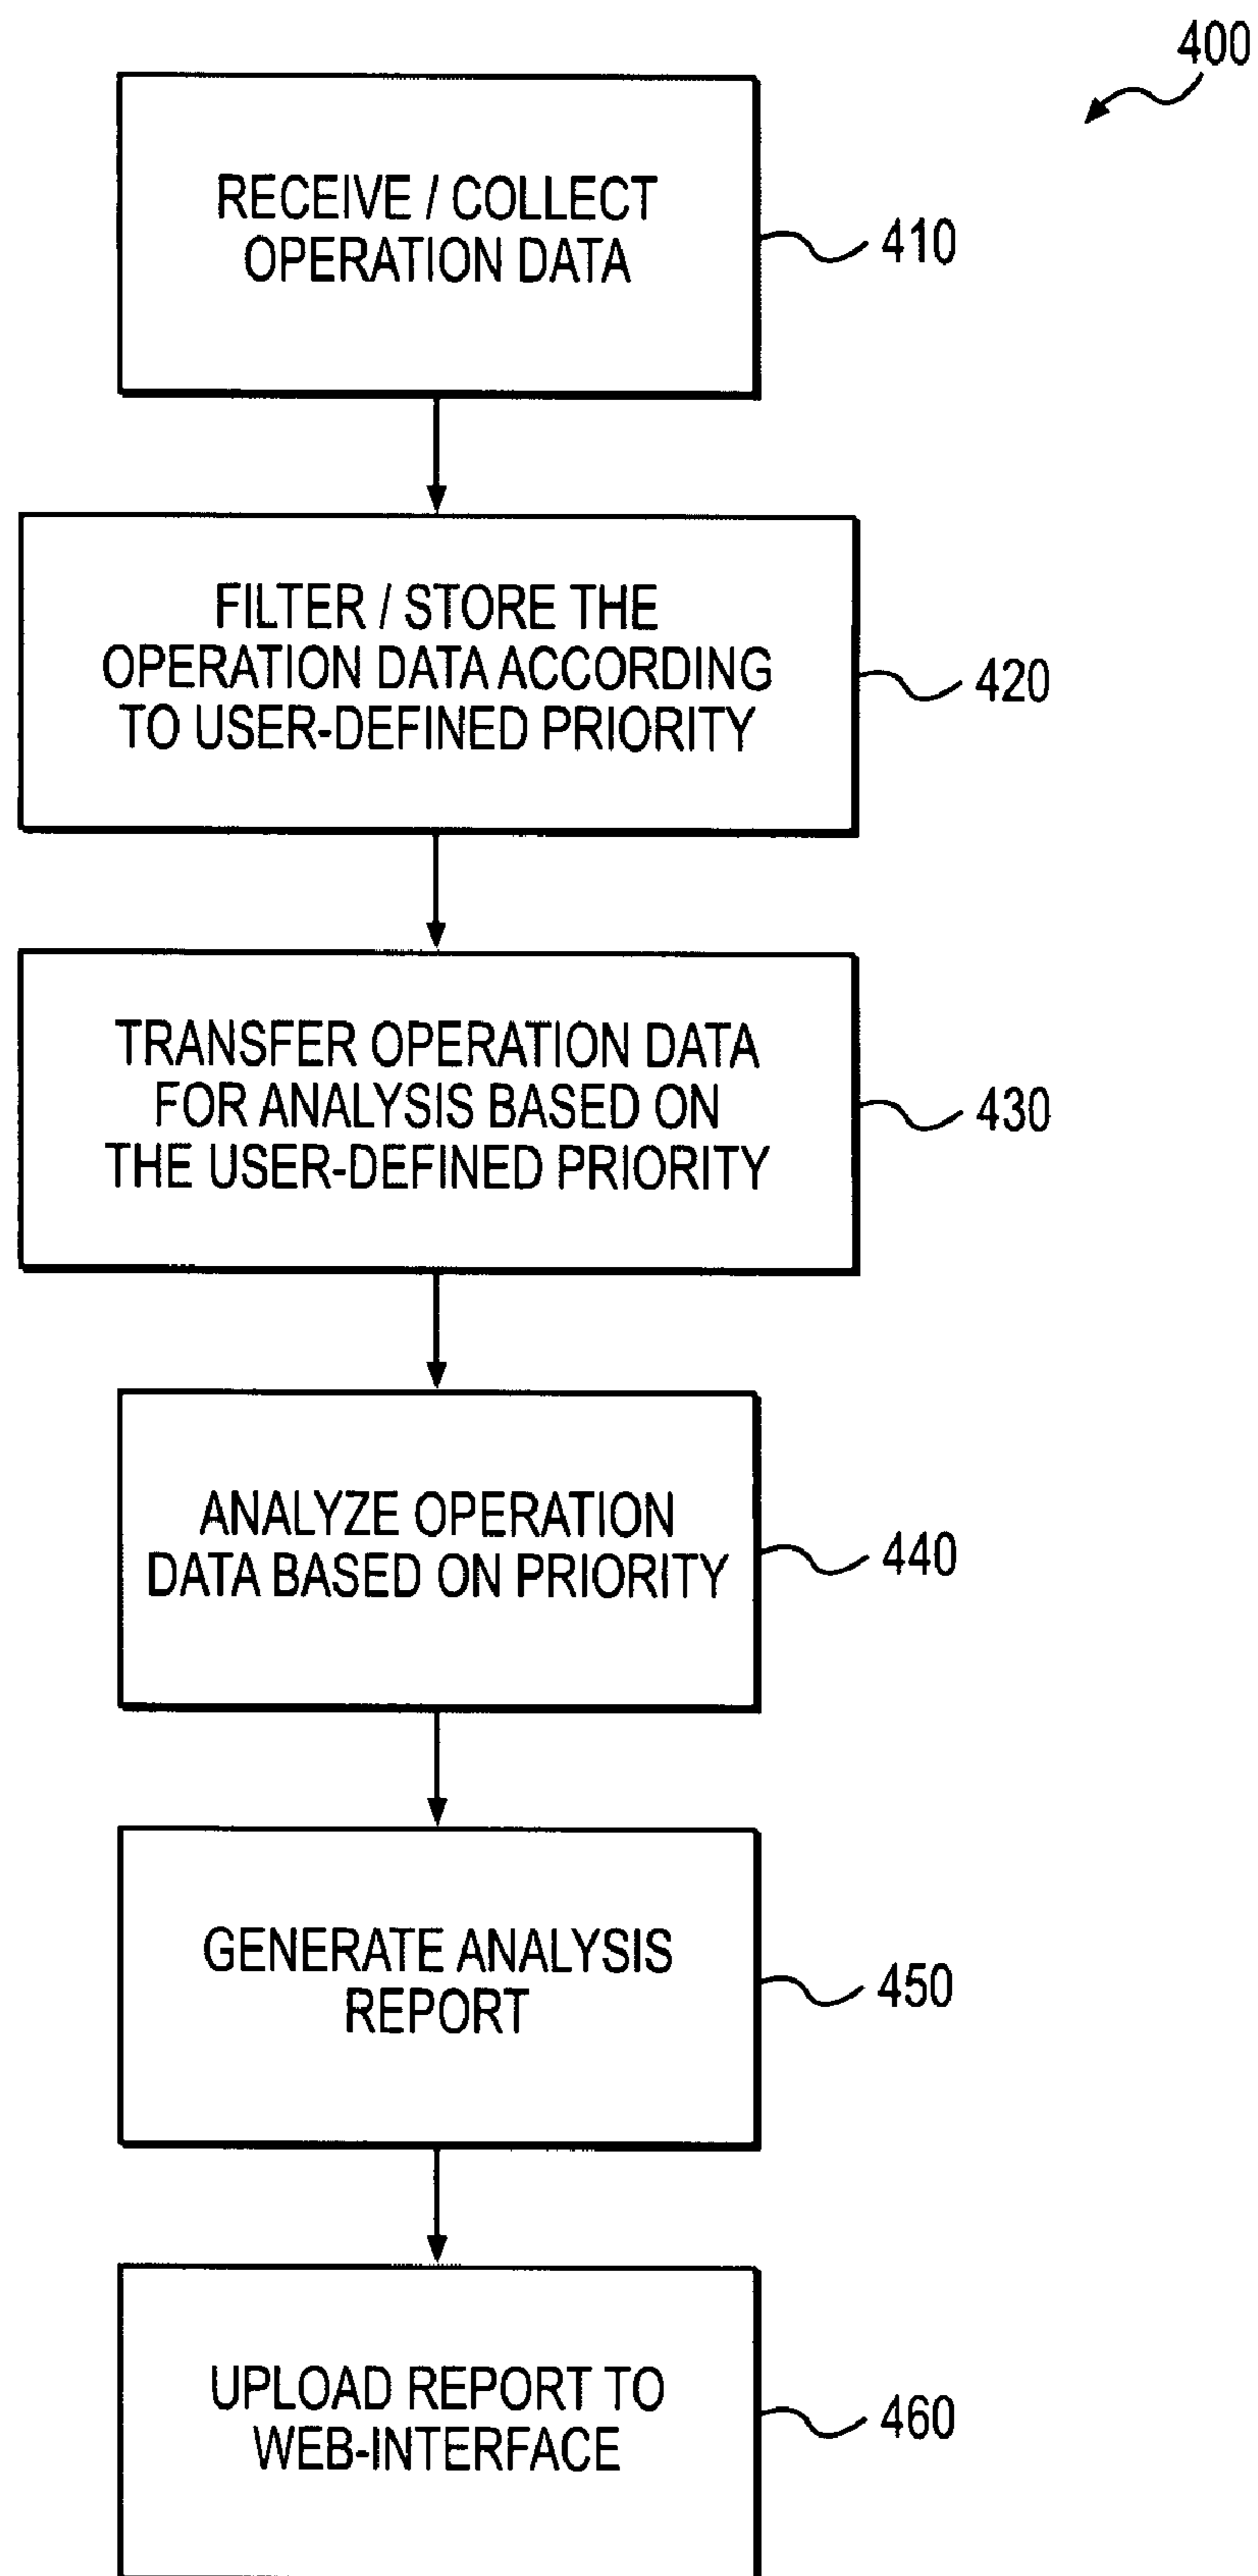 400
RECEIVE / COLLECT
OPERATION DATA
410
FILTER / STORE THE
OPERATION DATA ACCORDING
TO USER-DEFINED PRIORITY
420
TRANSFER OPERATION DATA
FOR ANALYSIS BASED ON
THE USER-DEFINED PRIORITY
430
ANALYZE OPERATION
DATA BASED ON PRIORITY
440
GENERATE ANALYSIS
REPORT
450
UPLOAD REPORT TO
WEB-INTERFACE
460